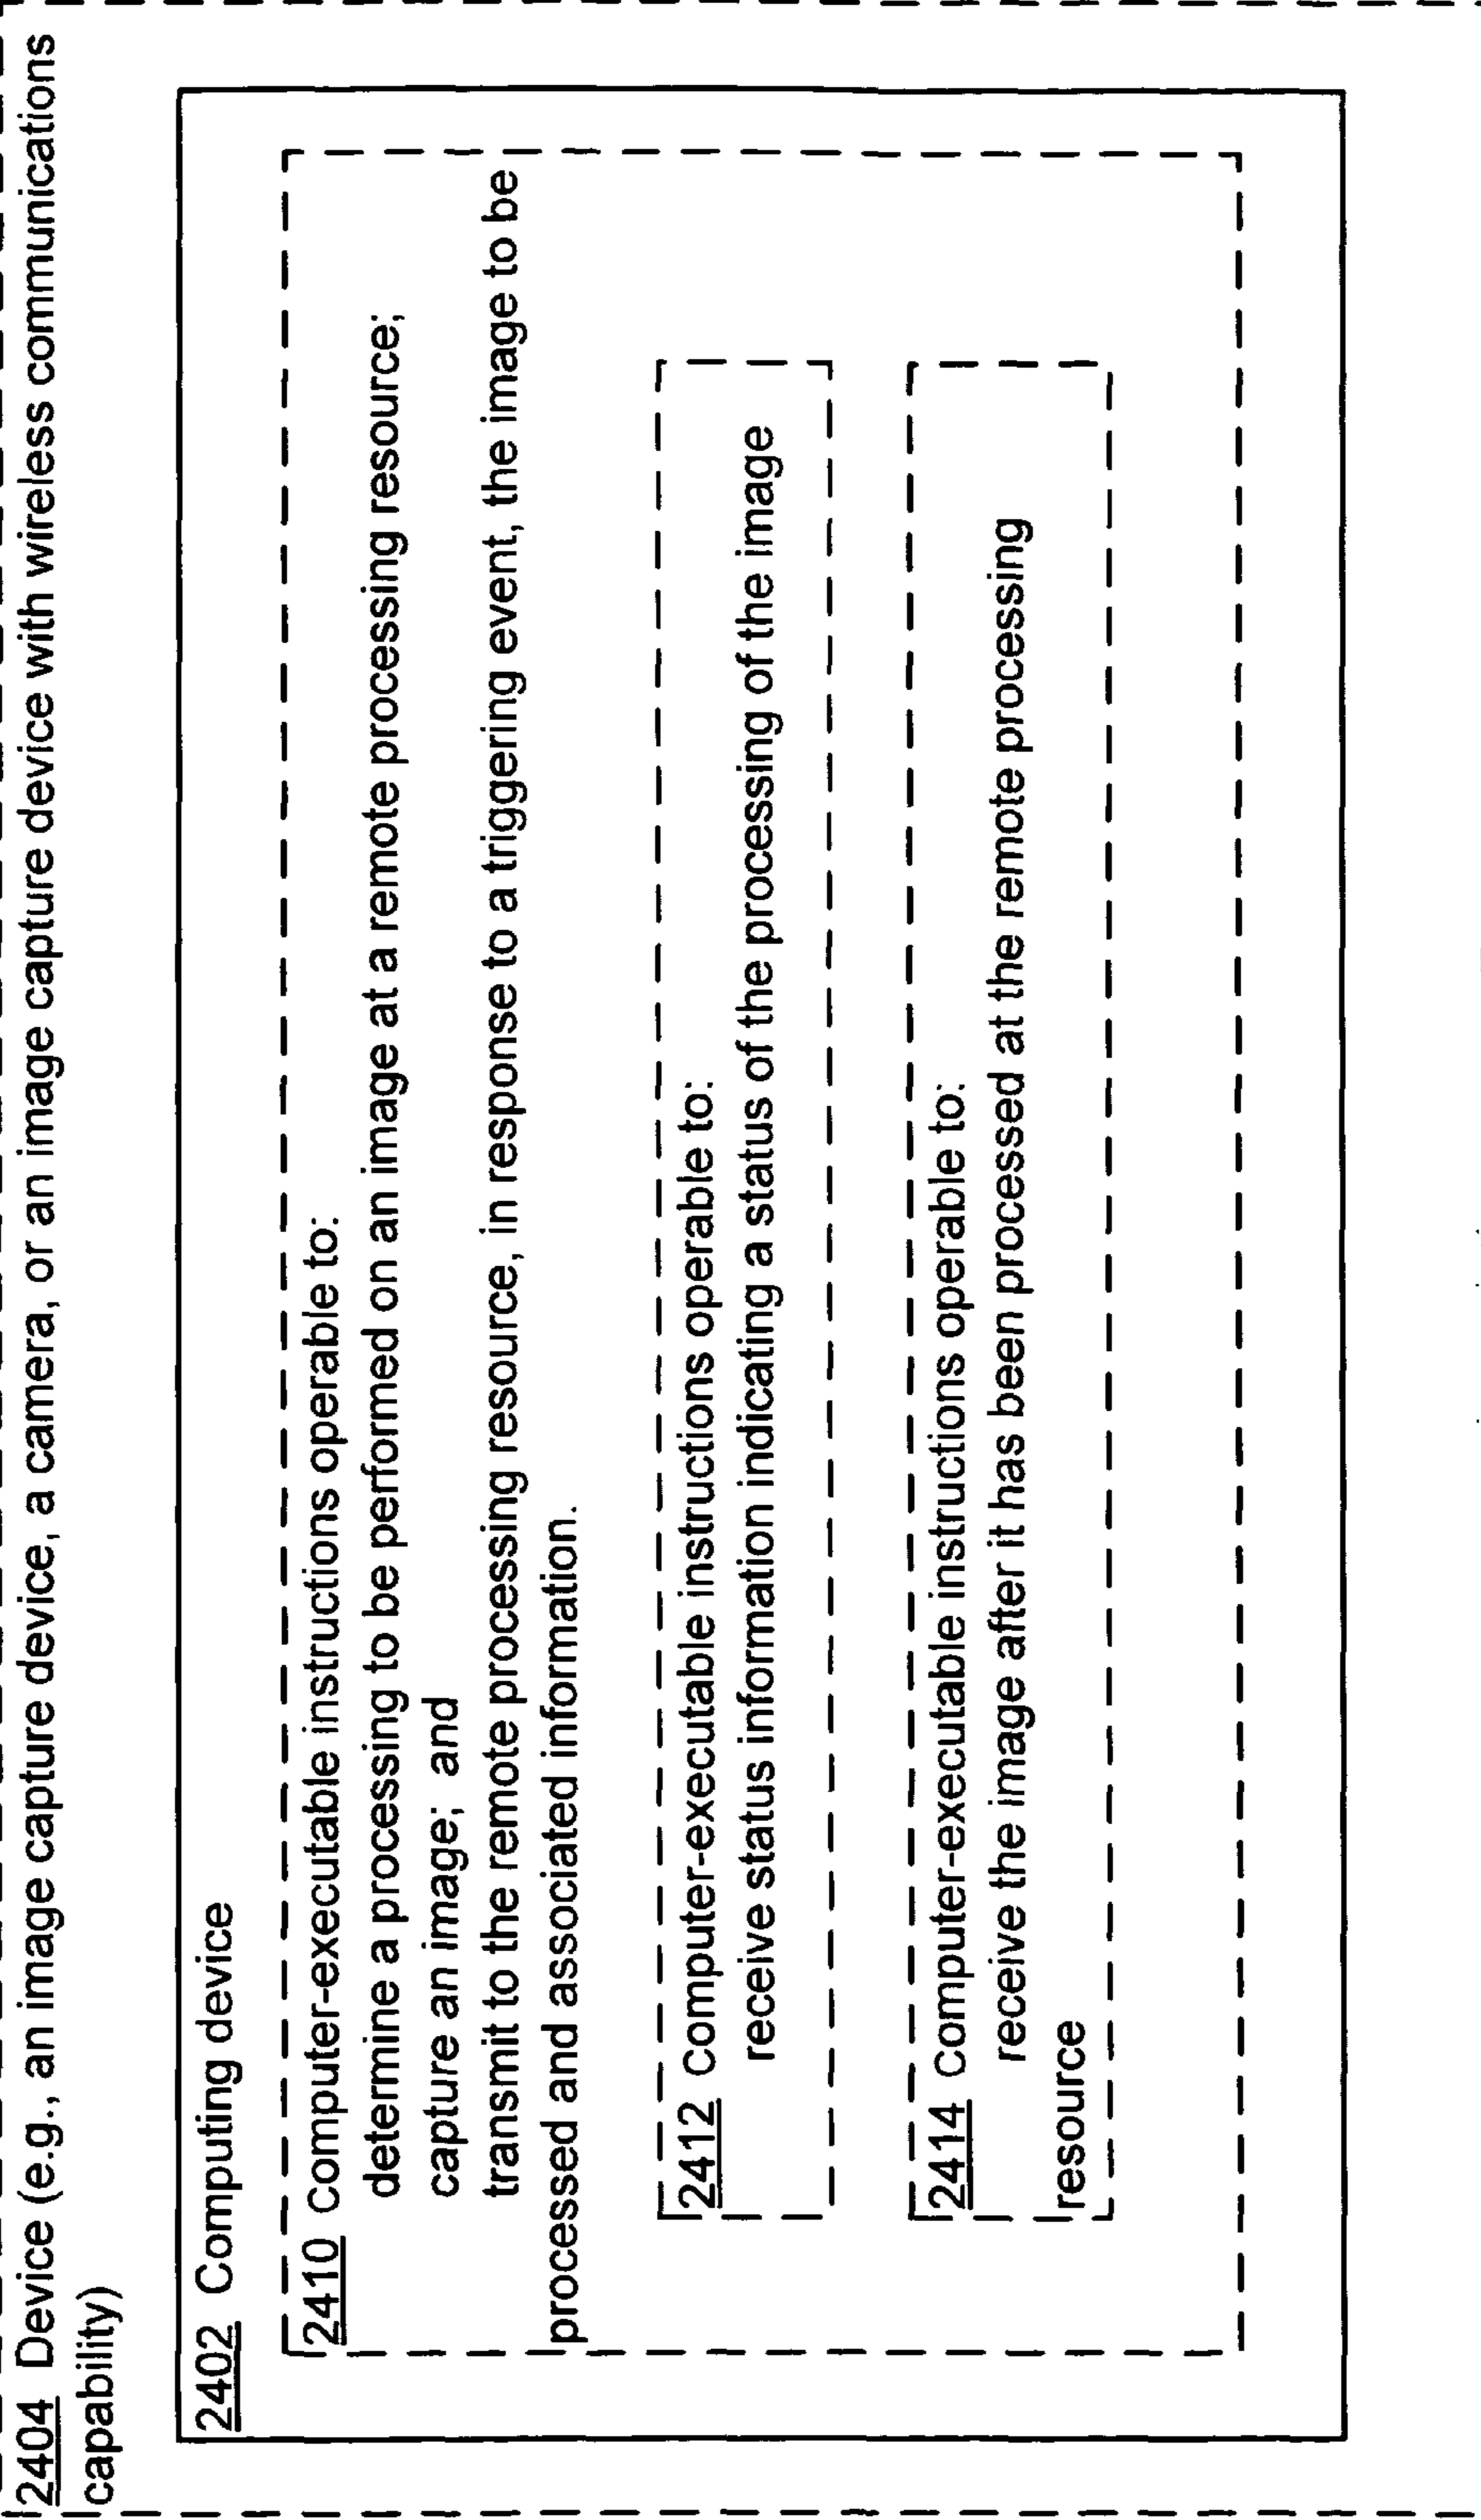 2404 Device (e.g., an image capture device, a camera, or an image capture device with wireless communications
capability)
2402 Computing device
2410 Computer-executable instructions operable to:
determine a processing to be performed on an image at a remote processing resource;
capture an image; and
transmit to the remote processing resource, in response to a triggering event, the image to be
processed and associated information.
2412 Computer-executable instructions operable to:
receive status information indicating a status of the processing of the image
2414 Computer-executable instructions operable to:
receive the image after it has been processed at the remote processing
resource